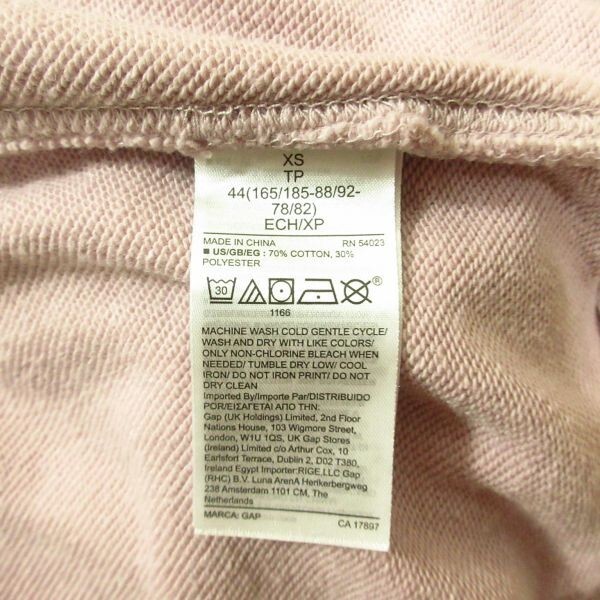 XS
TP
44(165/185-88/92-
78/82)
ECH/XP
MADE IN CHINA RN 54023
■ US/GB/EG : 70% COTTON, 30%
POLYESTER
30
®
1166
MACHINE WASH COLD GENTLE CYCLE/
WASH AND DRY WITH LIKE COLORS/
ONLY NON-CHLORINE BLEACH WHEN
NEEDED/ TUMBLE DRY LOW/ COOL
IRON/ DO NOT IRON PRINT/ DO NOT
DRY CLEAN
Imported By/Importe Par/DISTRIBUIDO
POR/ΕΙΣΑΓΕΤΑΙ ΑΠΟ ΤΗΝ :
Gap (UK Holdings) Limited, 2nd Floor
Nations House, 103 Wigmore Street,
London, W1U 1QS, UK Gap Stores
(Ireland) Limited c/o Arthur Cox, 10
Earlsfort Terrace, Dublin 2, D02 T380,
Ireland Egypt Importer:RIGE,LLC Gap
(RHC) B.V. Luna ArenA Herikerbergweg
238 Amsterdam 1101 CM, The
Netherlands
MARCA: GAP CA 17897